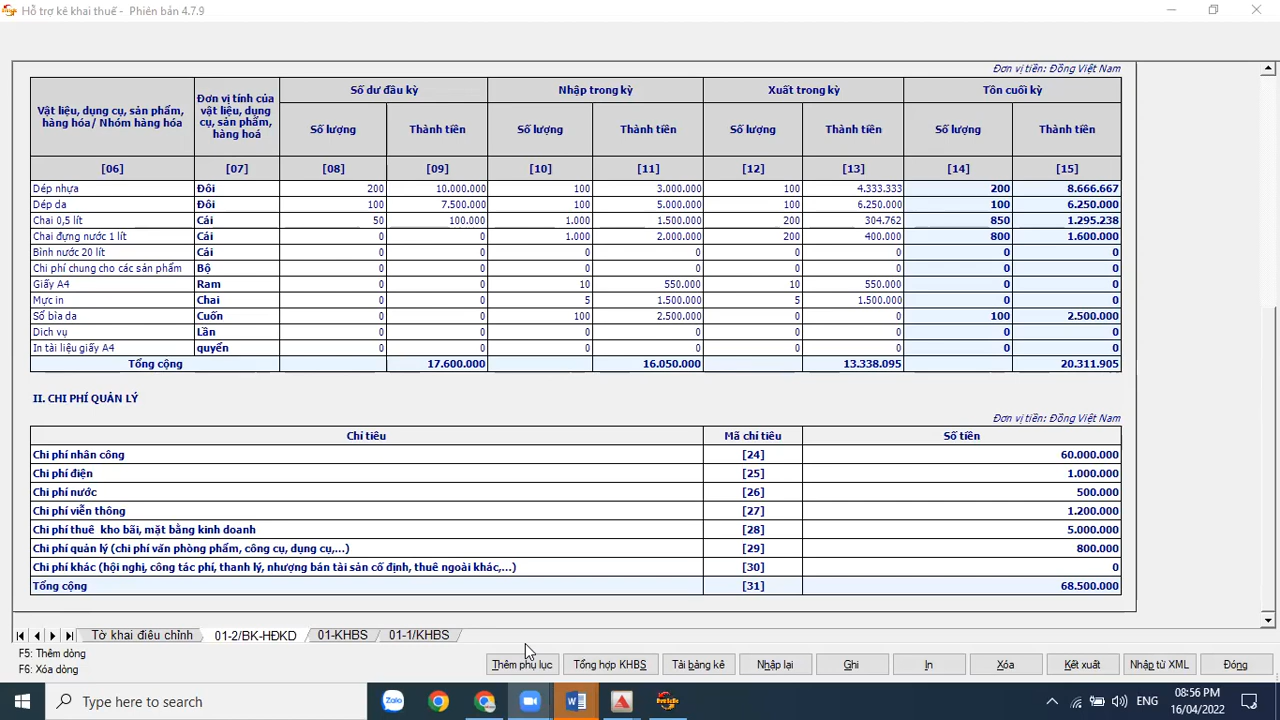 Hỗ trợ kê khai thuế - Phiên bản 4.7.9
Đơn vị tiền: Đồng Việt Nam
Vật liệu, dụng cụ, sản phẩm, hàng hóa/ Nhóm hàng hóa Đơn vị tính của vật liệu, dụng cụ, sản phẩm, hàng hoá Số dư đầu kỳ Nhập trong kỳ Xuất trong kỳ Tồn cuối kỳ
Số lượng Thành tiền Số lượng Thành tiền Số lượng Thành tiền Số lượng Thành tiền
[06] [07] [08] [09] [10] [11] [12] [13] [14] [15]
Dép nhựa Đôi 200 10.000.000 100 3.000.000 100 4.333.333 200 8.666.667
Dép da Đôi 100 7.500.000 100 5.000.000 100 6.250.000 100 6.250.000
Chai 0,5 lít Cái 50 100.000 1.000 1.500.000 200 304.762 850 1.295.238
Chai đựng nước 1 lít Cái 0 0 1.000 2.000.000 200 400.000 800 1.600.000
Bình nước 20 lít Cái 0 0 0 0 0 0 0 0
Chi phí chung cho các sản phẩm Bộ 0 0 0 0 0 0 0 0
Giấy A4 Ram 0 0 10 550.000 10 550.000 0 0
Mực in Chai 0 0 5 1.500.000 5 1.500.000 0 0
Sổ bìa da Cuốn 0 0 100 2.500.000 0 0 100 2.500.000
Dịch vụ Lần 0 0 0 0 0 0 0 0
In tài liệu giấy A4 quyển 0 0 0 0 0 0 0 0
Tổng cộng 17.600.000 16.050.000 13.338.095 20.311.905
II. CHI PHÍ QUẢN LÝ
Đơn vị tiền: Đồng Việt Nam
Chỉ tiêu Mã chỉ tiêu Số tiền
Chi phí nhân công [24] 60.000.000
Chi phí điện [25] 1.000.000
Chi phí nước [26] 500.000
Chi phí viễn thông [27] 1.200.000
Chi phí thuê kho bãi, mặt bằng kinh doanh [28] 5.000.000
Chi phí quản lý (chi phí văn phòng phẩm, công cụ, dụng cụ,...) [29] 800.000
Chi phí khác (hội nghị, công tác phí, thanh lý, nhượng bán tài sản cố định, thuê ngoài khác,...) [30] 0
Tổng cộng [31] 68.500.000
Tờ khai điều chỉnh 01-2/BK-HĐKD 01-KHBS 01-1/KHBS
F5: Thêm dòng
F6: Xóa dòng
Thêm phụ lục Tổng hợp KHBS Tải bảng kê Nhập lại Ghi In Xóa Kết xuất Nhập từ XML Đóng
Type here to search
Zalo
ENG
08:56 PM
16/04/2022